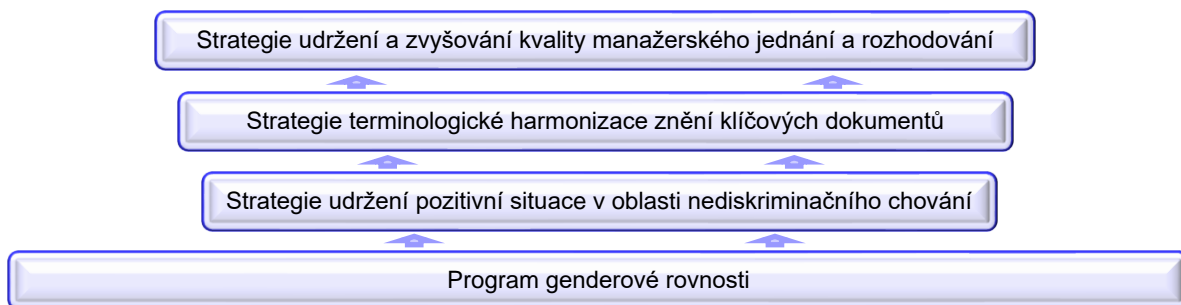 Strategie udržení a zvyšování kvality manažerského jednání a rozhodování
Strategie terminologické harmonizace znění klíčových dokumentů
Strategie udržení pozitivní situace v oblasti nediskriminačního chování
Program genderové rovnosti